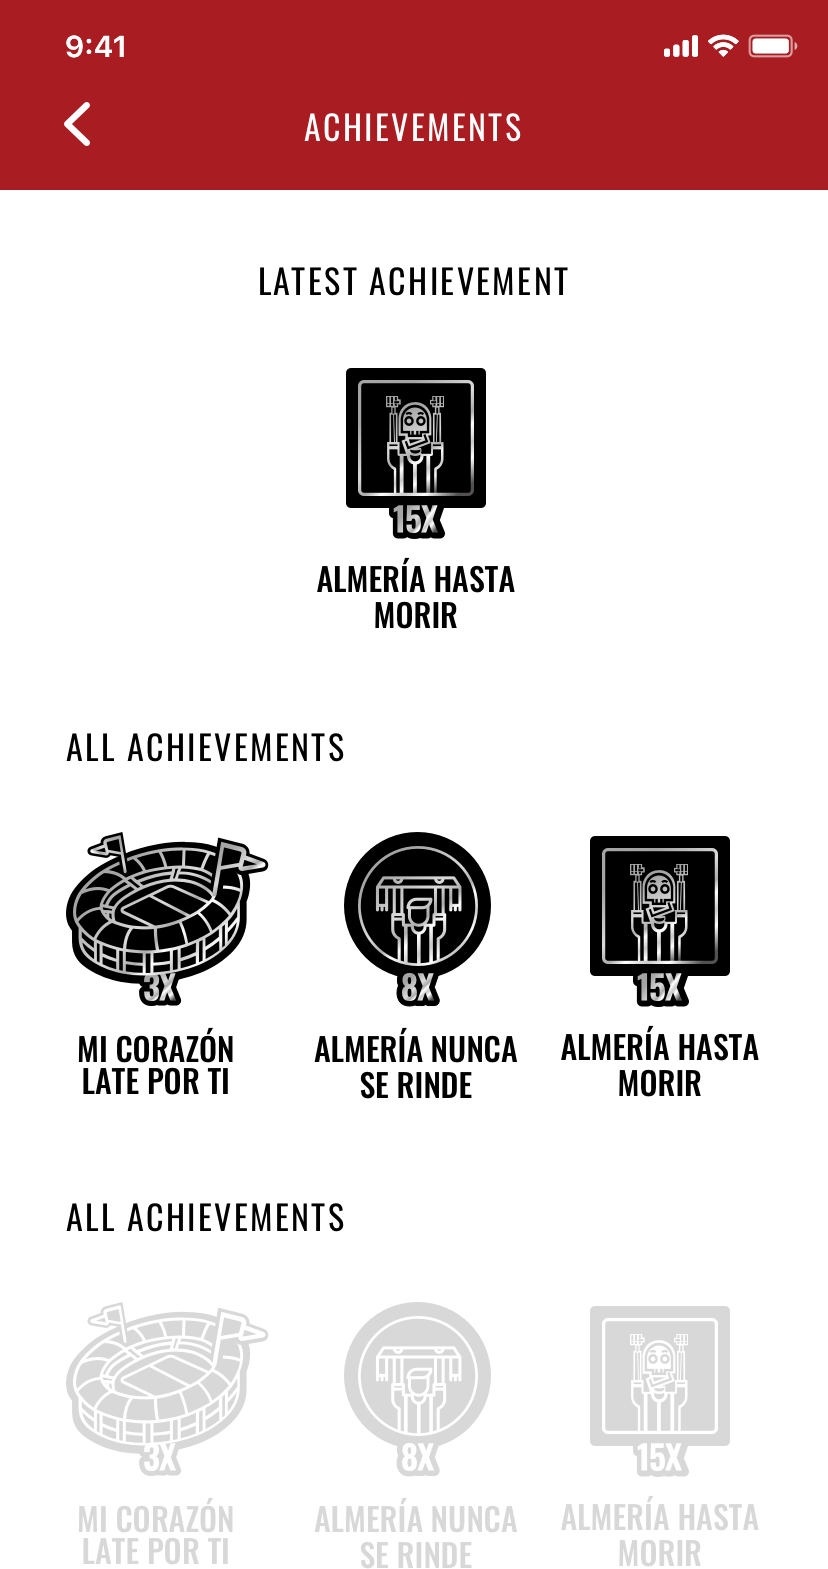 9:41
ACHIEVEMENTS
LATEST ACHIEVEMENT
15X
ALMERÍA HASTA
MORIR
ALL ACHIEVEMENTS
3X
8X
15X
MI CORAZÓN
LATE POR TI
ALMERÍA NUNCA
SE RINDE
ALMERÍA HASTA
MORIR
ALL ACHIEVEMENTS
3X
8X
15X
MI CORAZÓN
LATE POR TI
ALMERÍA NUNCA
SE RINDE
ALMERÍA HASTA
MORIR